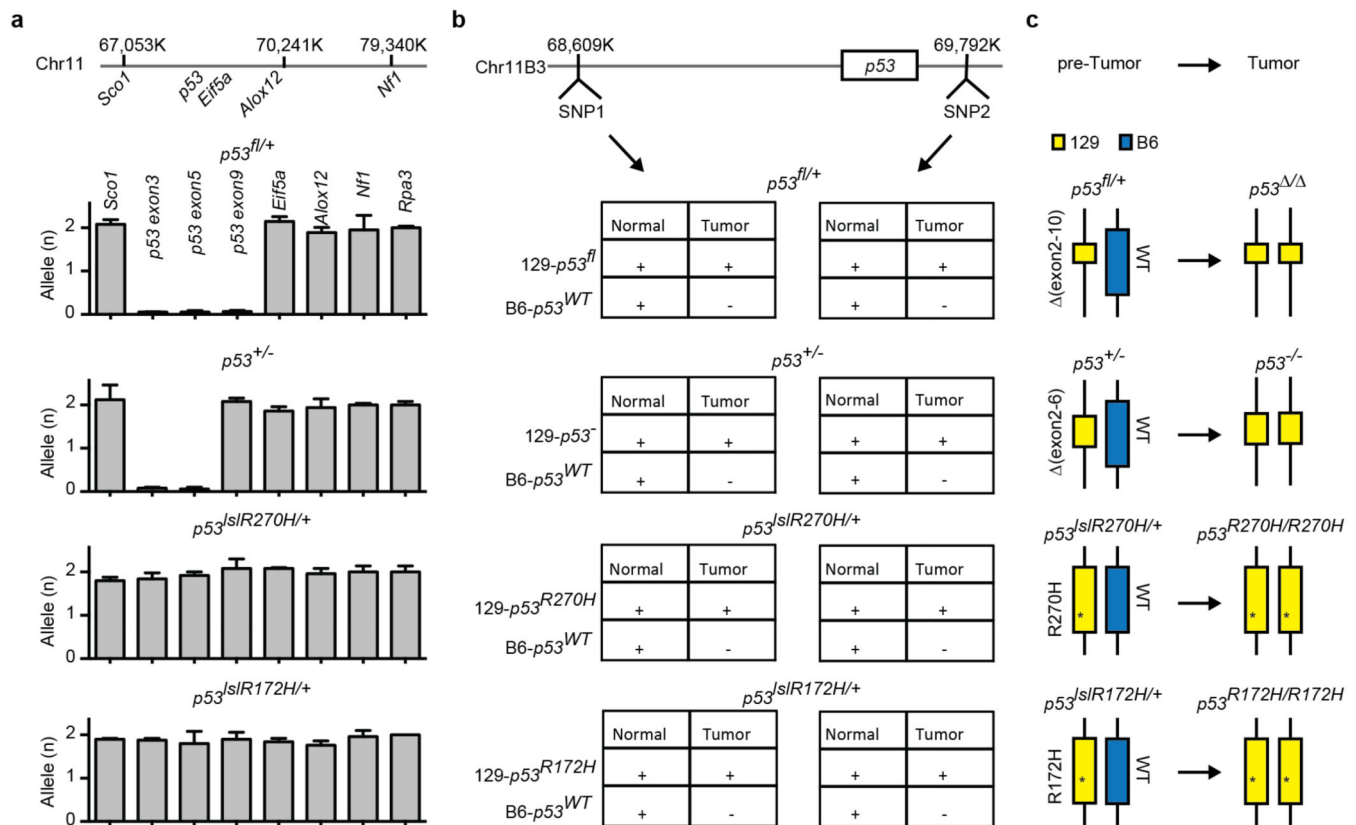 a
67,053K 70,241K 79,340K
Chr11
Sco1 p53 Eif5a Alox12 Nf1
p53fl/+
Sco1 p53 exon3 p53 exon5 p53 exon9 Eif5a Alox12 Nf1 Rpa3
Allele (n)
2
1
0
p53+/-
Allele (n)
2
1
0
p53lslR270H/+
Allele (n)
2
1
0
p53lslR172H/+
Allele (n)
2
1
0
b
68,609K 69,792K
Chr11B3 p53
SNP1 SNP2
p53fl/+
Normal Tumor Normal Tumor
129-p53fl + + + +
B6-p53WT + - + -
p53+/-
Normal Tumor Normal Tumor
129-p53- + + + +
B6-p53WT + - + -
p53lslR270H/+
Normal Tumor Normal Tumor
129-p53R270H + + + +
B6-p53WT + - + -
p53lslR172H/+
Normal Tumor Normal Tumor
129-p53R172H + + + +
B6-p53WT + - + -
c
pre-Tumor Tumor
129 B6
p53fl/+ p53Δ/Δ
Δ(exon2-10) WT
p53+/- p53-/-
Δ(exon2-6) WT
p53lslR270H/+ p53R270H/R270H
R270H * WT * *
p53lslR172H/+ p53R172H/R172H
R172H * WT * *